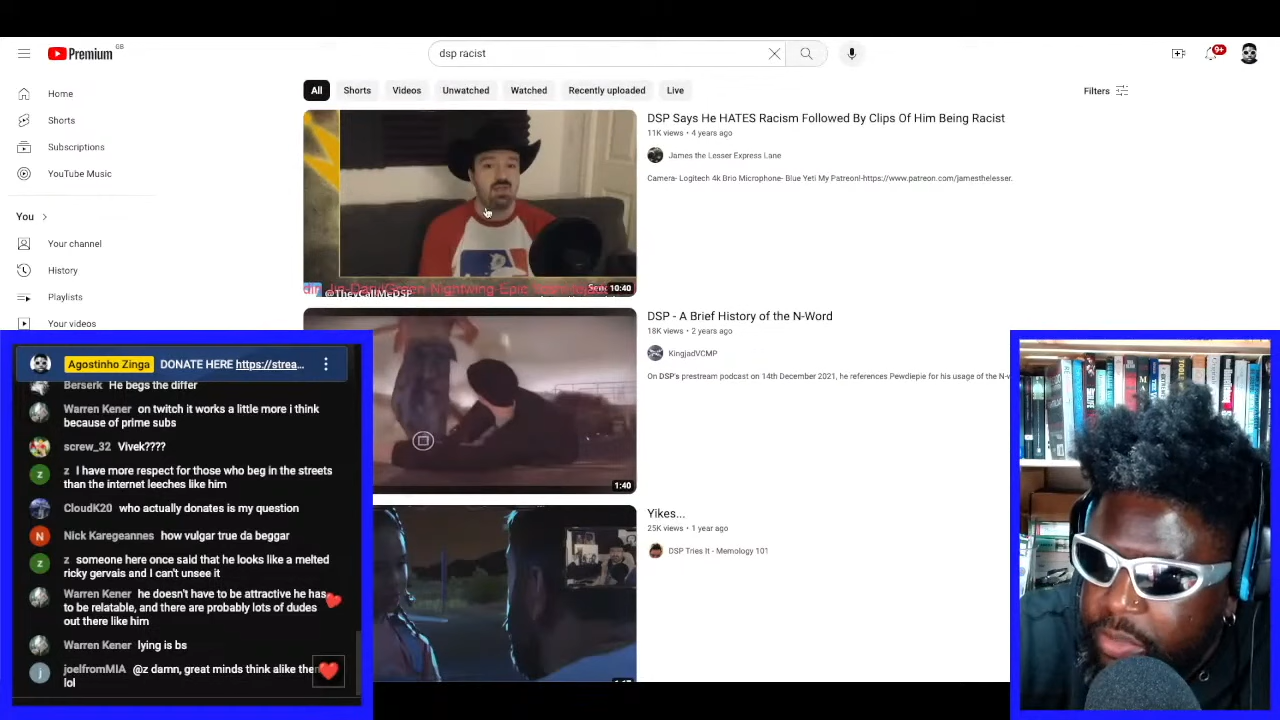 Premium GB
dsp racist
9+
All Shorts Videos Unwatched Watched Recently uploaded Live
Filters
Home
Shorts
Subscriptions
YouTube Music
You
Your channel
History
Playlists
Your videos
DSP Says He HATES Racism Followed By Clips Of Him Being Racist
11K views • 4 years ago
James the Lesser Express Lane
Camera- Logitech 4k Brio Microphone- Blue Yeti My Patreon!-https://www.patreon.com/jamesthelesser.
@TheyCallMeDSP
10:40
DSP - A Brief History of the N-Word
18K views • 2 years ago
KingjadVCMP
On DSP's prestream podcast on 14th December 2021, he references Pewdiepie for his usage of the
1:40
Yikes...
25K views • 1 year ago
DSP Tries It - Memology 101
Agostinho Zinga DONATE HERE https://strea...
Berserk He begs the differ
Warren Kener on twitch it works a little more i think
because of prime subs
screw_32 Vivek????
z I have more respect for those who beg in the streets
than the internet leeches like him
CloudK20 who actually donates is my question
Nick Karegeannes how vulgar true da beggar
z someone here once said that he looks like a melted
ricky gervais and I can't unsee it
Warren Kener he doesn't have to be attractive he has
to be relatable, and there are probably lots of dudes
out there like him
Warren Kener lying is bs
joelfromMIA @z damn, great minds think alike
lol